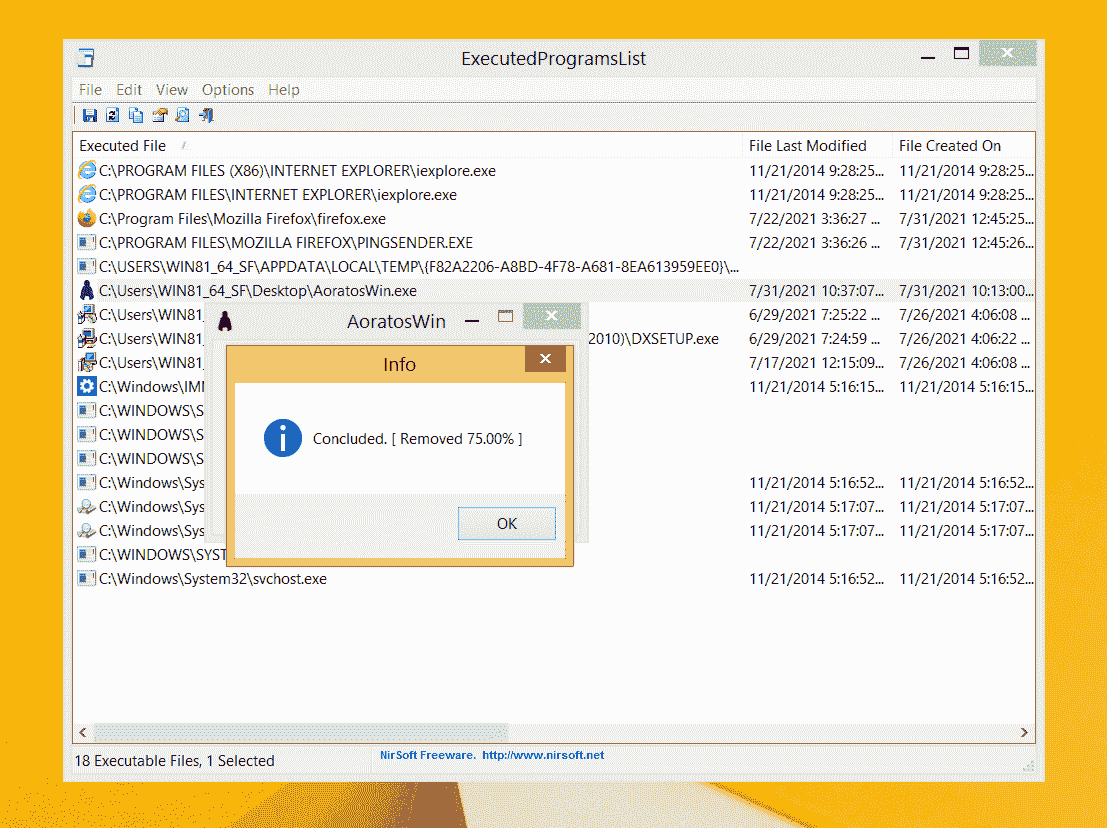 ExecutedProgramsList
File Edit View Options Help
Executed File / File Last Modified File Created On
C:\PROGRAM FILES (X86)\INTERNET EXPLORER\iexplore.exe 11/21/2014 9:28:25... 11/21/2014 9:28:25...
C:\PROGRAM FILES\INTERNET EXPLORER\iexplore.exe 11/21/2014 9:28:25... 11/21/2014 9:28:25...
C:\Program Files\Mozilla Firefox\firefox.exe 7/22/2021 3:36:27 ... 7/31/2021 12:45:25...
C:\PROGRAM FILES\MOZILLA FIREFOX\PINGSENDER.EXE 7/22/2021 3:36:26 ... 7/31/2021 12:45:26...
C:\USERS\WIN81_64_SF\APPDATA\LOCAL\TEMP\{F82A2206-A8BD-4F78-A681-8EA613959EE0}\...
C:\Users\WIN81_64_SF\Desktop\AoratosWin.exe 7/31/2021 10:37:07... 7/31/2021 10:13:00...
C:\Users\WIN81_ 6/29/2021 7:25:22 ... 7/26/2021 4:06:08 ...
AoratosWin
C:\Users\WIN81_ 2010)\DXSETUP.exe 6/29/2021 7:24:59 ... 7/26/2021 4:06:22 ...
C:\Users\WIN81_ 7/17/2021 12:15:09... 7/26/2021 4:06:08 ...
Info
C:\Windows\IM 11/21/2014 5:16:15... 11/21/2014 5:16:15...
C:\WINDOWS\S
C:\WINDOWS\S
Concluded. [ Removed 75.00% ]
C:\WINDOWS\S
C:\Windows\Sys 11/21/2014 5:16:52... 11/21/2014 5:16:52...
C:\Windows\Sys 11/21/2014 5:17:07... 11/21/2014 5:17:07...
OK
C:\Windows\Sys 11/21/2014 5:17:07... 11/21/2014 5:17:07...
C:\WINDOWS\SYST
C:\Windows\System32\svchost.exe 11/21/2014 5:16:52... 11/21/2014 5:16:52...
18 Executable Files, 1 Selected
NirSoft Freeware. http://www.nirsoft.net